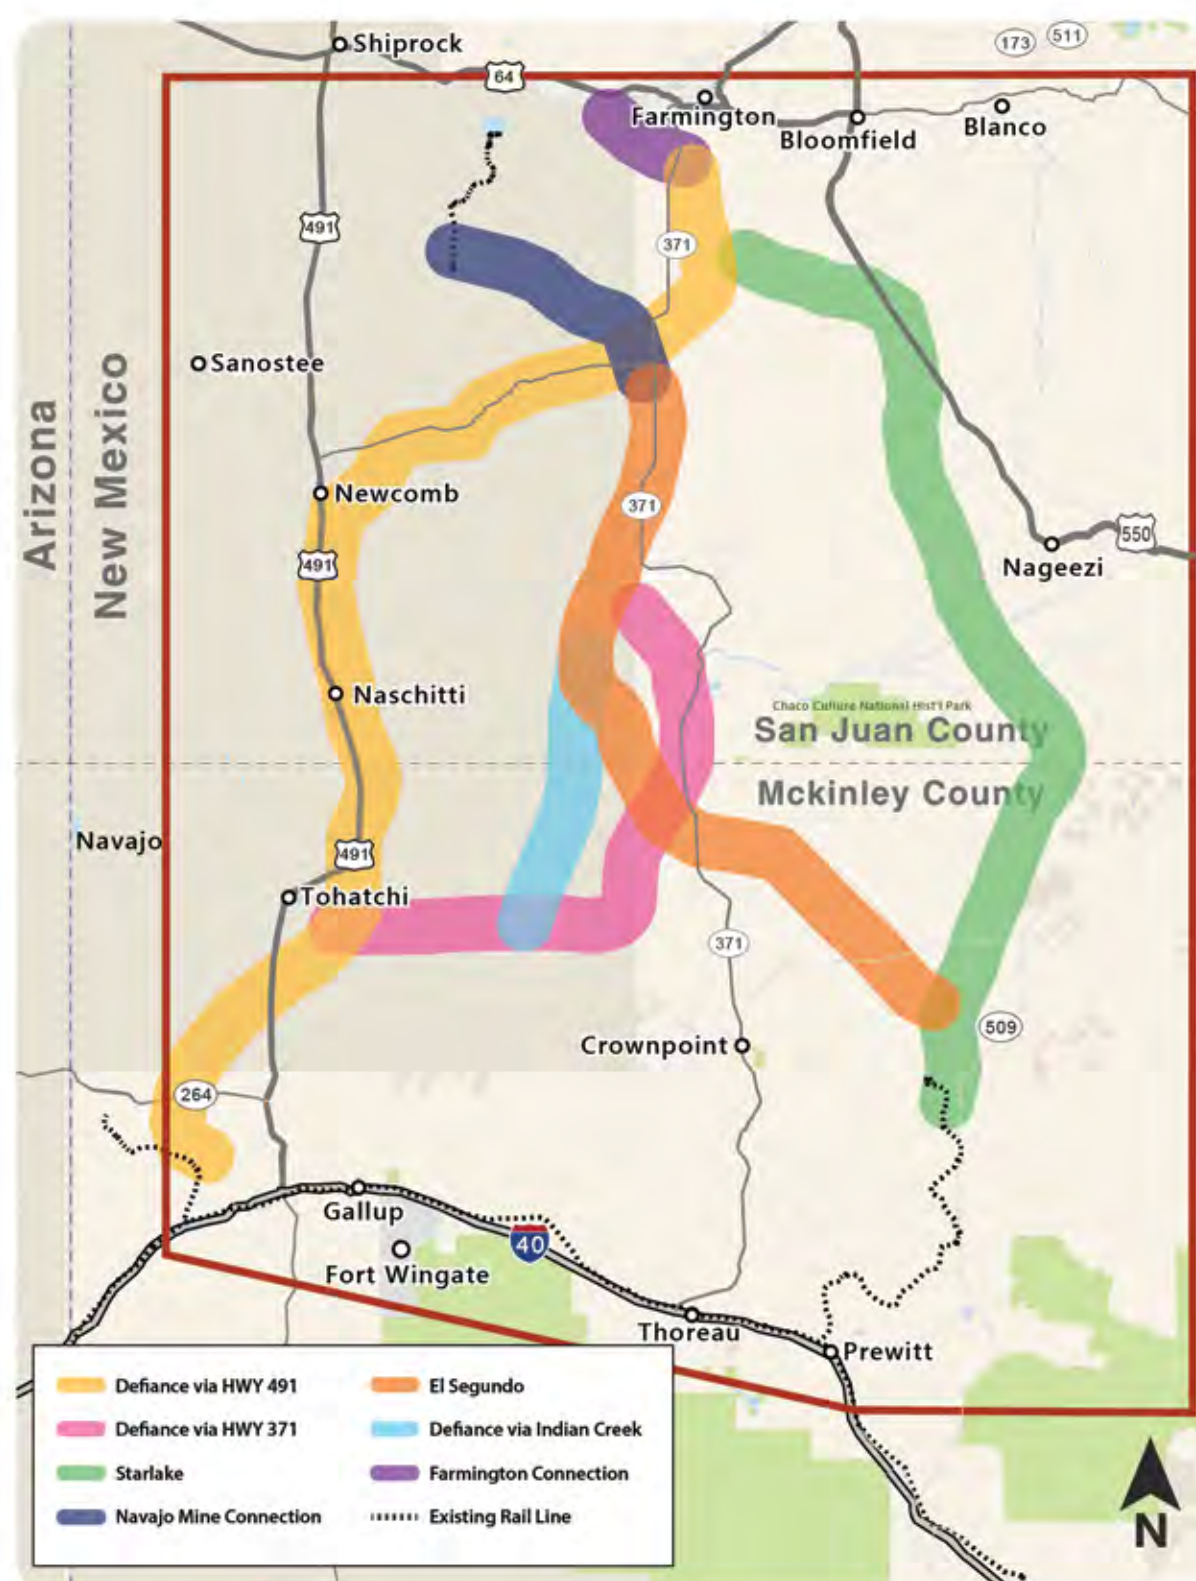 Shiprock
173
511
64
Farmington
Bloomfield
Blanco
491
371
Sanostee
Arizona
New Mexico
Newcomb
371
550
491
Nageezi
Naschitti
Chaco Culture National Hist'l Park
San Juan County
Mckinley County
Navajo
491
Tohatchi
371
509
Crownpoint
264
Gallup
40
Fort Wingate
Thoreau
Prewitt
Defiance via HWY 491
El Segundo
Defiance via HWY 371
Defiance via Indian Creek
Starlake
Farmington Connection
Navajo Mine Connection
Existing Rail Line
N